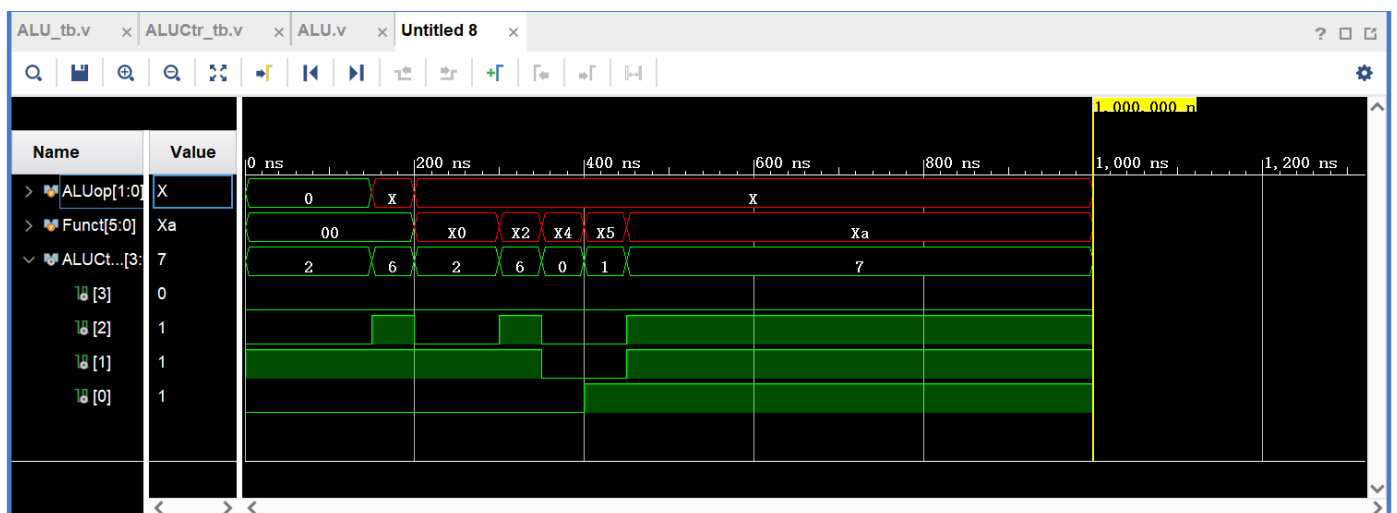 ALU_tb.v × ALUCtr_tb.v × ALU.v × Untitled 8 ×
1,000.000 n
Name Value
0 ns 200 ns 400 ns 600 ns 800 ns 1,000 ns 1,200 ns
ALUop[1:0] X 0 X X
Funct[5:0] Xa 00 X0 X2 X4 X5 Xa
ALUCt...[3: 7 2 6 2 6 0 1 7
[3] 0
[2] 1
[1] 1
[0] 1